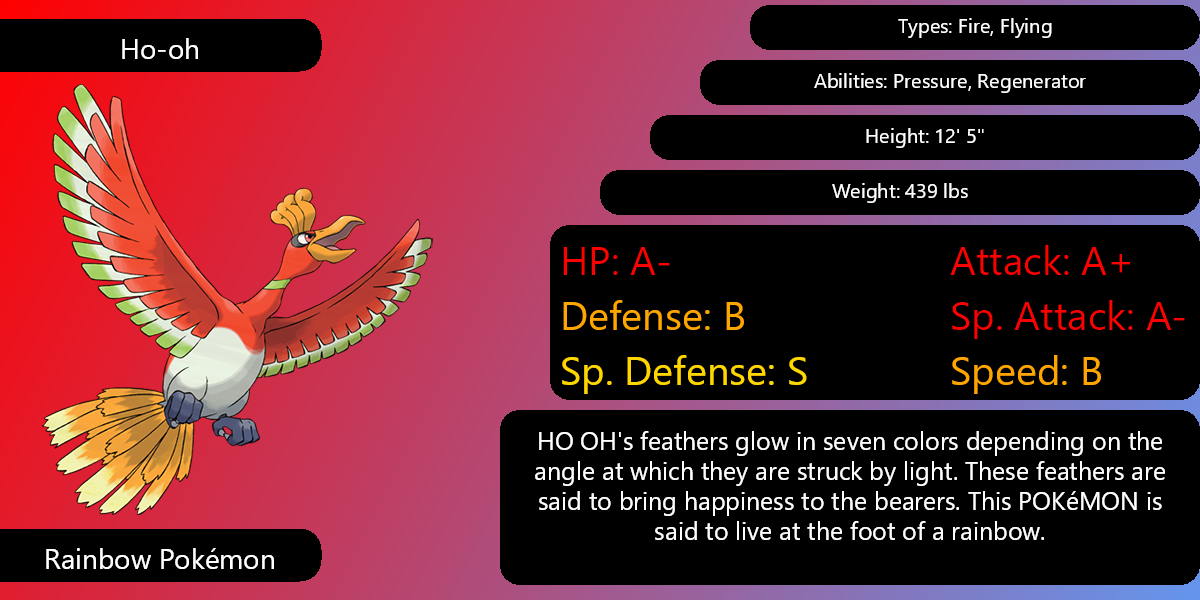 Ho-oh
Types: Fire, Flying
Abilities: Pressure, Regenerator
Height: 12' 5"
Weight: 439 lbs
HP: A-
Attack: A+
Defense: B
Sp. Attack: A-
Sp. Defense: S
Speed: B
HO OH's feathers glow in seven colors depending on the
angle at which they are struck by light. These feathers are
said to bring happiness to the bearers. This POKéMON is
said to live at the foot of a rainbow.
Rainbow Pokémon